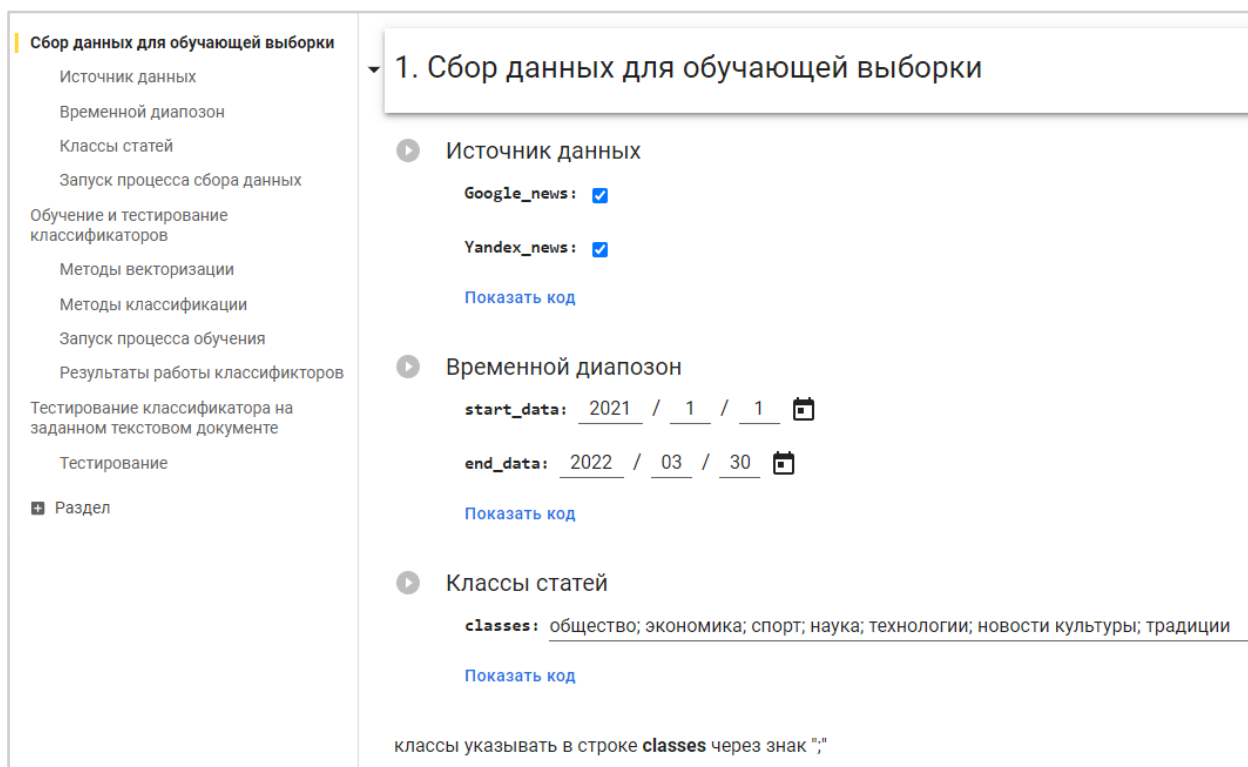 Сбор данных для обучающей выборки
Источник данных
Временной диапозон
Классы статей
Запуск процесса сбора данных
Обучение и тестирование
классификаторов
Методы векторизации
Методы классификации
Запуск процесса обучения
Результаты работы классификторов
Тестирование классификатора на
заданном текстовом документе
Тестирование
Раздел
1. Сбор данных для обучающей выборки
Источник данных
Google_news:
Yandex_news:
Показать код
Временной диапозон
start_data: 2021 / 1 / 1
end_data: 2022 / 03 / 30
Показать код
Классы статей
classes: общество; экономика; спорт; наука; технологии; новости культуры; традиции
Показать код
классы указывать в строке classes через знак ";"